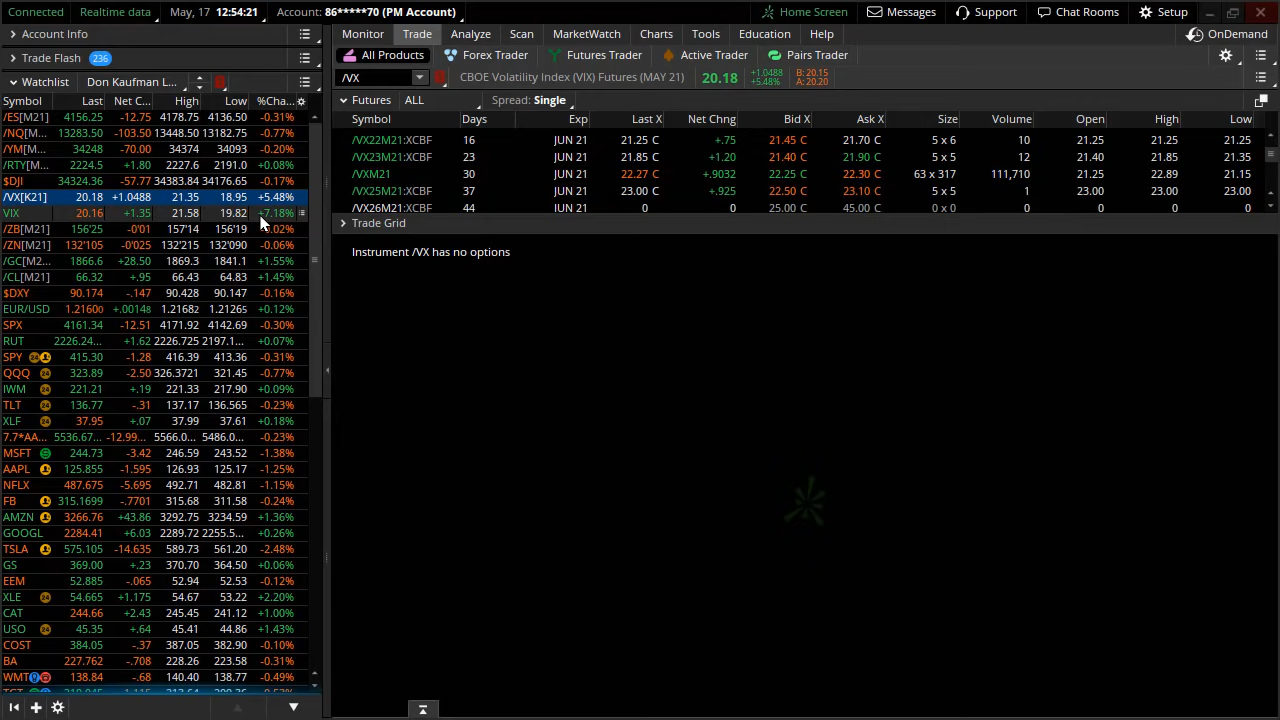 Connected Realtime data May, 17 12:54:21 Account: 86*****70 (PM Account) Home Screen Messages Support Chat Rooms Setup
Account Info Monitor Trade Analyze Scan MarketWatch Charts Tools Education Help OnDemand
Trade Flash 236 All Products Forex Trader Futures Trader Active Trader Pairs Trader
Watchlist Don Kaufman L... /VX CBOE Volatility Index (VIX) Futures (MAY 21) 20.18 +1.0488 +5.48% B: 20.15 A: 20.20
Futures ALL Spread: Single
Symbol Last Net C... High Low %Cha...
/ES[M21] 4156.25 -12.75 4178.75 4136.50 -0.31%
/NQ[M... 13283.50 -103.50 13448.50 13182.75 -0.77%
/YM[M... 34248 -70.00 34374 34093 -0.20%
/RTY[M... 2224.5 +1.80 2227.6 2191.0 +0.08%
$DJI 34324.36 -57.77 34383.84 34176.65 -0.17%
/VX[K21] 20.18 +1.0488 21.35 18.95 +5.48%
VIX 20.16 +1.35 21.58 19.82 +7.18%
/ZB[M21] 156'25 -0'01 157'14 156'19 -0.02%
/ZN[M21] 132'105 -0'025 132'215 132'090 -0.06%
/GC[M2... 1866.6 +28.50 1869.3 1841.1 +1.55%
/CL[M21] 66.32 +.95 66.43 64.83 +1.45%
$DXY 90.174 -.147 90.428 90.147 -0.16%
EUR/USD 1.21600 +.00148 1.21682 1.21265 +0.12%
SPX 4161.34 -12.51 4171.92 4142.69 -0.30%
RUT 2226.24... +1.62 2226.725 2197.1... +0.07%
SPY 415.30 -1.28 416.39 413.36 -0.31%
QQQ 323.89 -2.50 326.3721 321.45 -0.77%
IWM 221.21 +.19 221.33 217.90 +0.09%
TLT 136.77 -.31 137.17 136.565 -0.23%
XLF 37.95 +.07 37.99 37.61 +0.18%
7.7*AA... 5536.67... -12.99... 5566.0... 5486.0... -0.23%
MSFT 244.73 -3.42 246.59 243.52 -1.38%
AAPL 125.855 -1.595 126.93 125.17 -1.25%
NFLX 487.675 -5.695 492.71 482.81 -1.15%
FB 315.1699 -.7701 315.68 311.58 -0.24%
AMZN 3266.76 +43.86 3292.75 3234.59 +1.36%
GOOGL 2284.41 +6.03 2289.72 2255.5... +0.26%
TSLA 575.105 -14.635 589.73 561.20 -2.48%
GS 369.00 +.23 370.70 364.50 +0.06%
EEM 52.885 -.065 52.94 52.53 -0.12%
XLE 54.665 +1.175 54.67 53.22 +2.20%
CAT 244.66 +2.43 245.45 241.12 +1.00%
USO 45.35 +.64 45.41 44.86 +1.43%
COST 384.05 -.37 387.05 382.90 -0.10%
BA 227.762 -.708 228.26 223.58 -0.31%
WMT 138.84 -.68 140.40 138.77 -0.49%
Symbol Days Exp Last X Net Chng Bid X Ask X Size Volume Open High Low
/VX22M21:XCBF 16 JUN 21 21.25 C +.75 21.45 C 21.70 C 5 x 6 10 21.25 21.25 21.25
/VX23M21:XCBF 23 JUN 21 21.85 C +1.20 21.40 C 21.90 C 5 x 5 12 21.40 21.85 21.35
/VXM21 30 JUN 21 22.27 C +.9032 22.25 C 22.30 C 63 x 317 111,710 21.25 22.89 21.15
/VX25M21:XCBF 37 JUN 21 23.00 C +.925 22.50 C 23.10 C 5 x 5 1 23.00 23.00 23.00
/VX26M21:XCBF 44 JUN 21 0 0 25.00 C 45.00 C 0 x 0 0 0 0 0
Trade Grid
Instrument /VX has no options